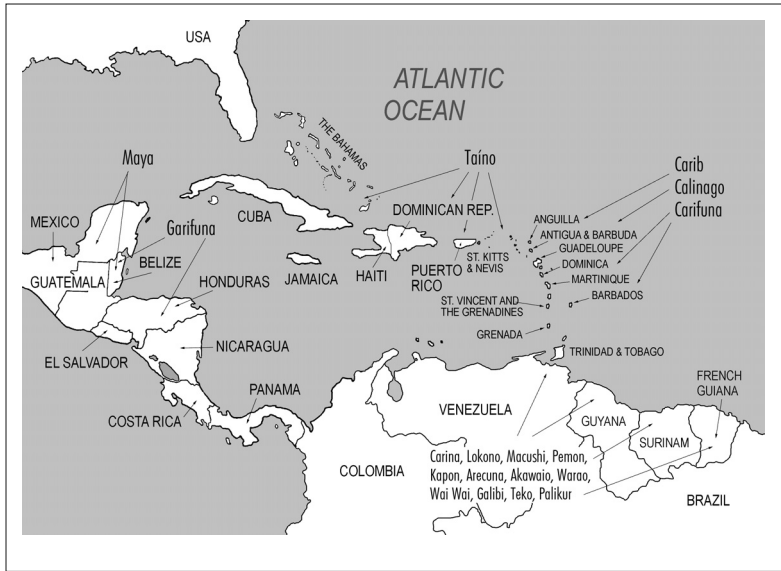 USA
ATLANTIC
OCEAN
THE BAHAMAS
Maya
Taíno
Carib
Calinago
Carifuna
MEXICO
Garifuna
CUBA
DOMINICAN REP.
ANGUILLA
ANTIGUA & BARBUDA
GUADELOUPE
DOMINICA
MARTINIQUE
BARBADOS
GUATEMALA
BELIZE
HONDURAS
JAMAICA
HAITI
PUERTO
RICO
ST. KITTS
& NEVIS
ST. VINCENT AND
THE GRENADINES
GRENADA
TRINIDAD & TOBAGO
EL SALVADOR
NICARAGUA
COSTA RICA
PANAMA
VENEZUELA
GUYANA
SURINAM
FRENCH
GUIANA
COLOMBIA
Carina, Lokono, Macushi, Pemon,
Kapon, Arecuna, Akawaio, Warao,
Wai Wai, Galibi, Teko, Palikur
BRAZIL